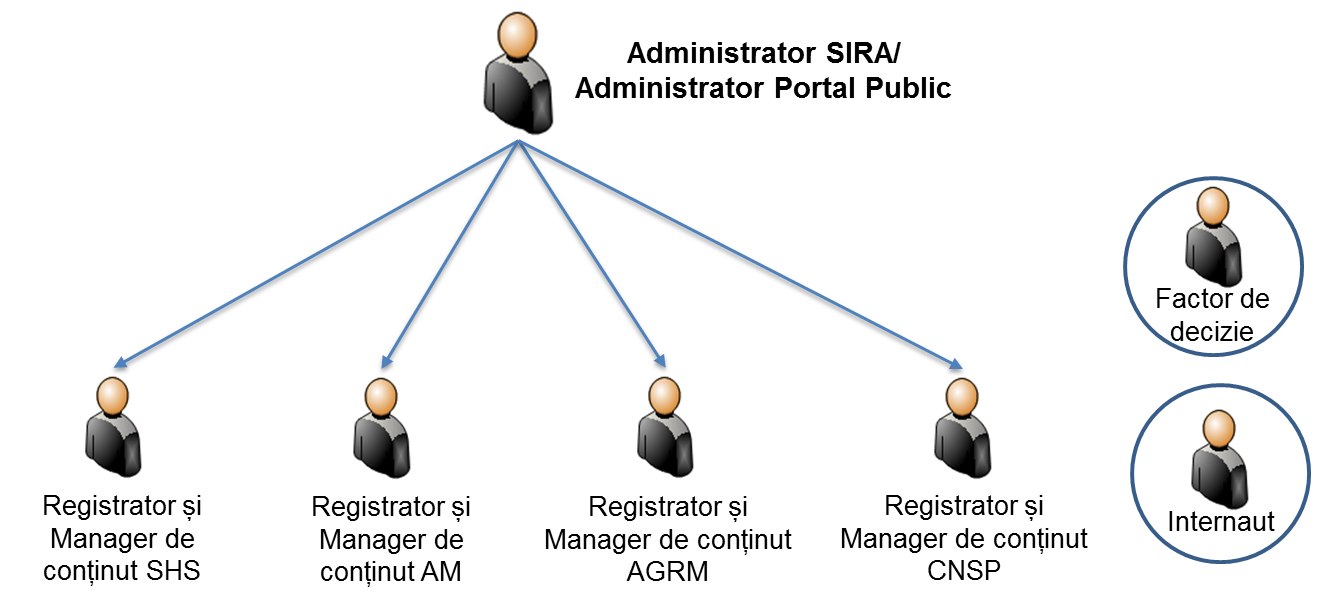 Administrator SIRA/
Administrator Portal Public
Factor de
decizie
Internaut
Registrator și
Manager de
conținut SHS
Registrator și
Manager de
conținut AM
Registrator și
Manager de conținut
AGRM
Registrator și
Manager de conținut
CNSP